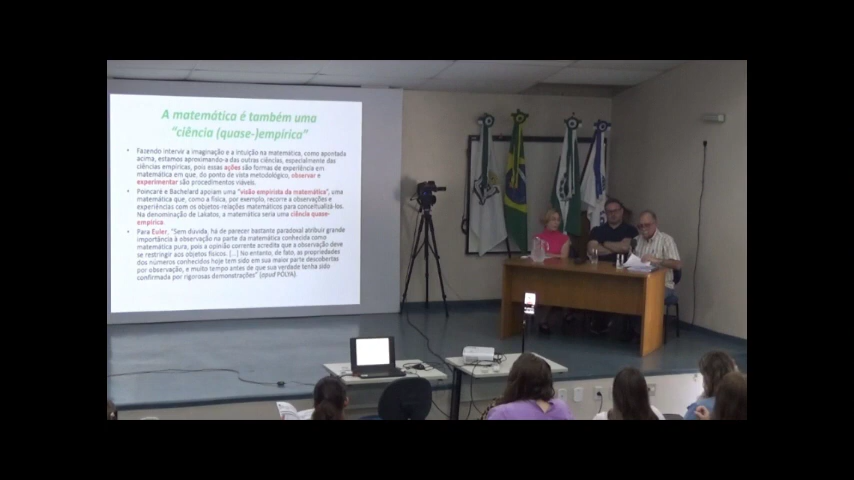 A matemática é também uma
“ciência (quase-)empírica”
• Fazendo intervir a imaginação e a intuição na matemática, como apontada
acima, estamos aproximando-a das outras ciências, especialmente das
ciências empíricas, pois essas ações são formas de experiência em
matemática em que, do ponto de vista metodológico, observar e
experimentar são procedimentos viáveis.
• Poincaré e Bachelard apoiam uma “visão empirista da matemática”, uma
matemática que, como a física, por exemplo, recorre a observações e
experiências com os objetos-relações matemáticos para conceitualizá-los.
Na denominação de Lakatos, a matemática seria uma ciência quase-
empírica.
• Para Euler, “Sem dúvida, há de parecer bastante paradoxal atribuir grande
importância à observação na parte da matemática conhecida como
matemática pura, pois a opinião corrente acredita que a observação deve
se restringir aos objetos físicos. (...) No entanto, de fato, as propriedades
dos números conhecidos hoje tem sido em sua maior parte descobertas
por observação, e muito tempo antes de que sua verdade tenha sido
confirmada por rigorosas demonstrações” (apud POLYA).